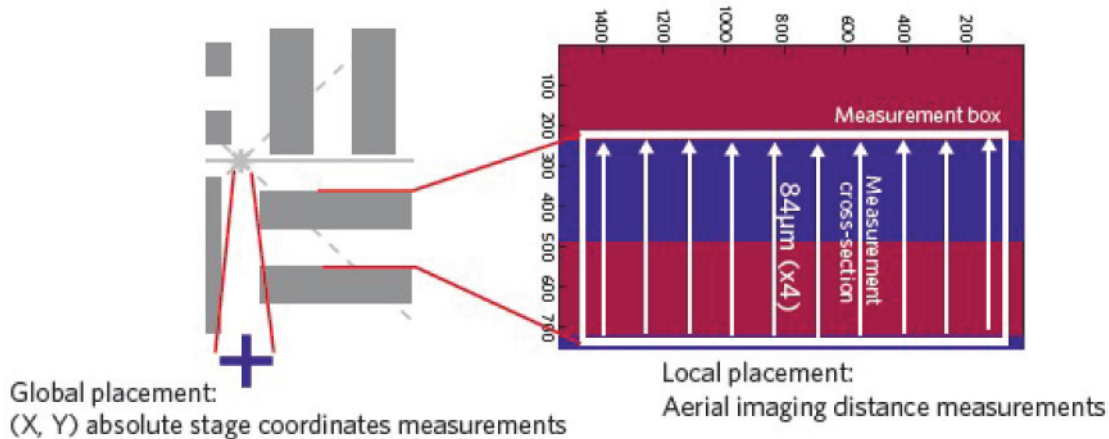 1400
1200
1000
800
600
400
200
100
200
300
400
500
600
700
Measurement box
Measurement
cross-section
84µm (x4)
Global placement:
(X, Y) absolute stage coordinates measurements
Local placement:
Aerial imaging distance measurements